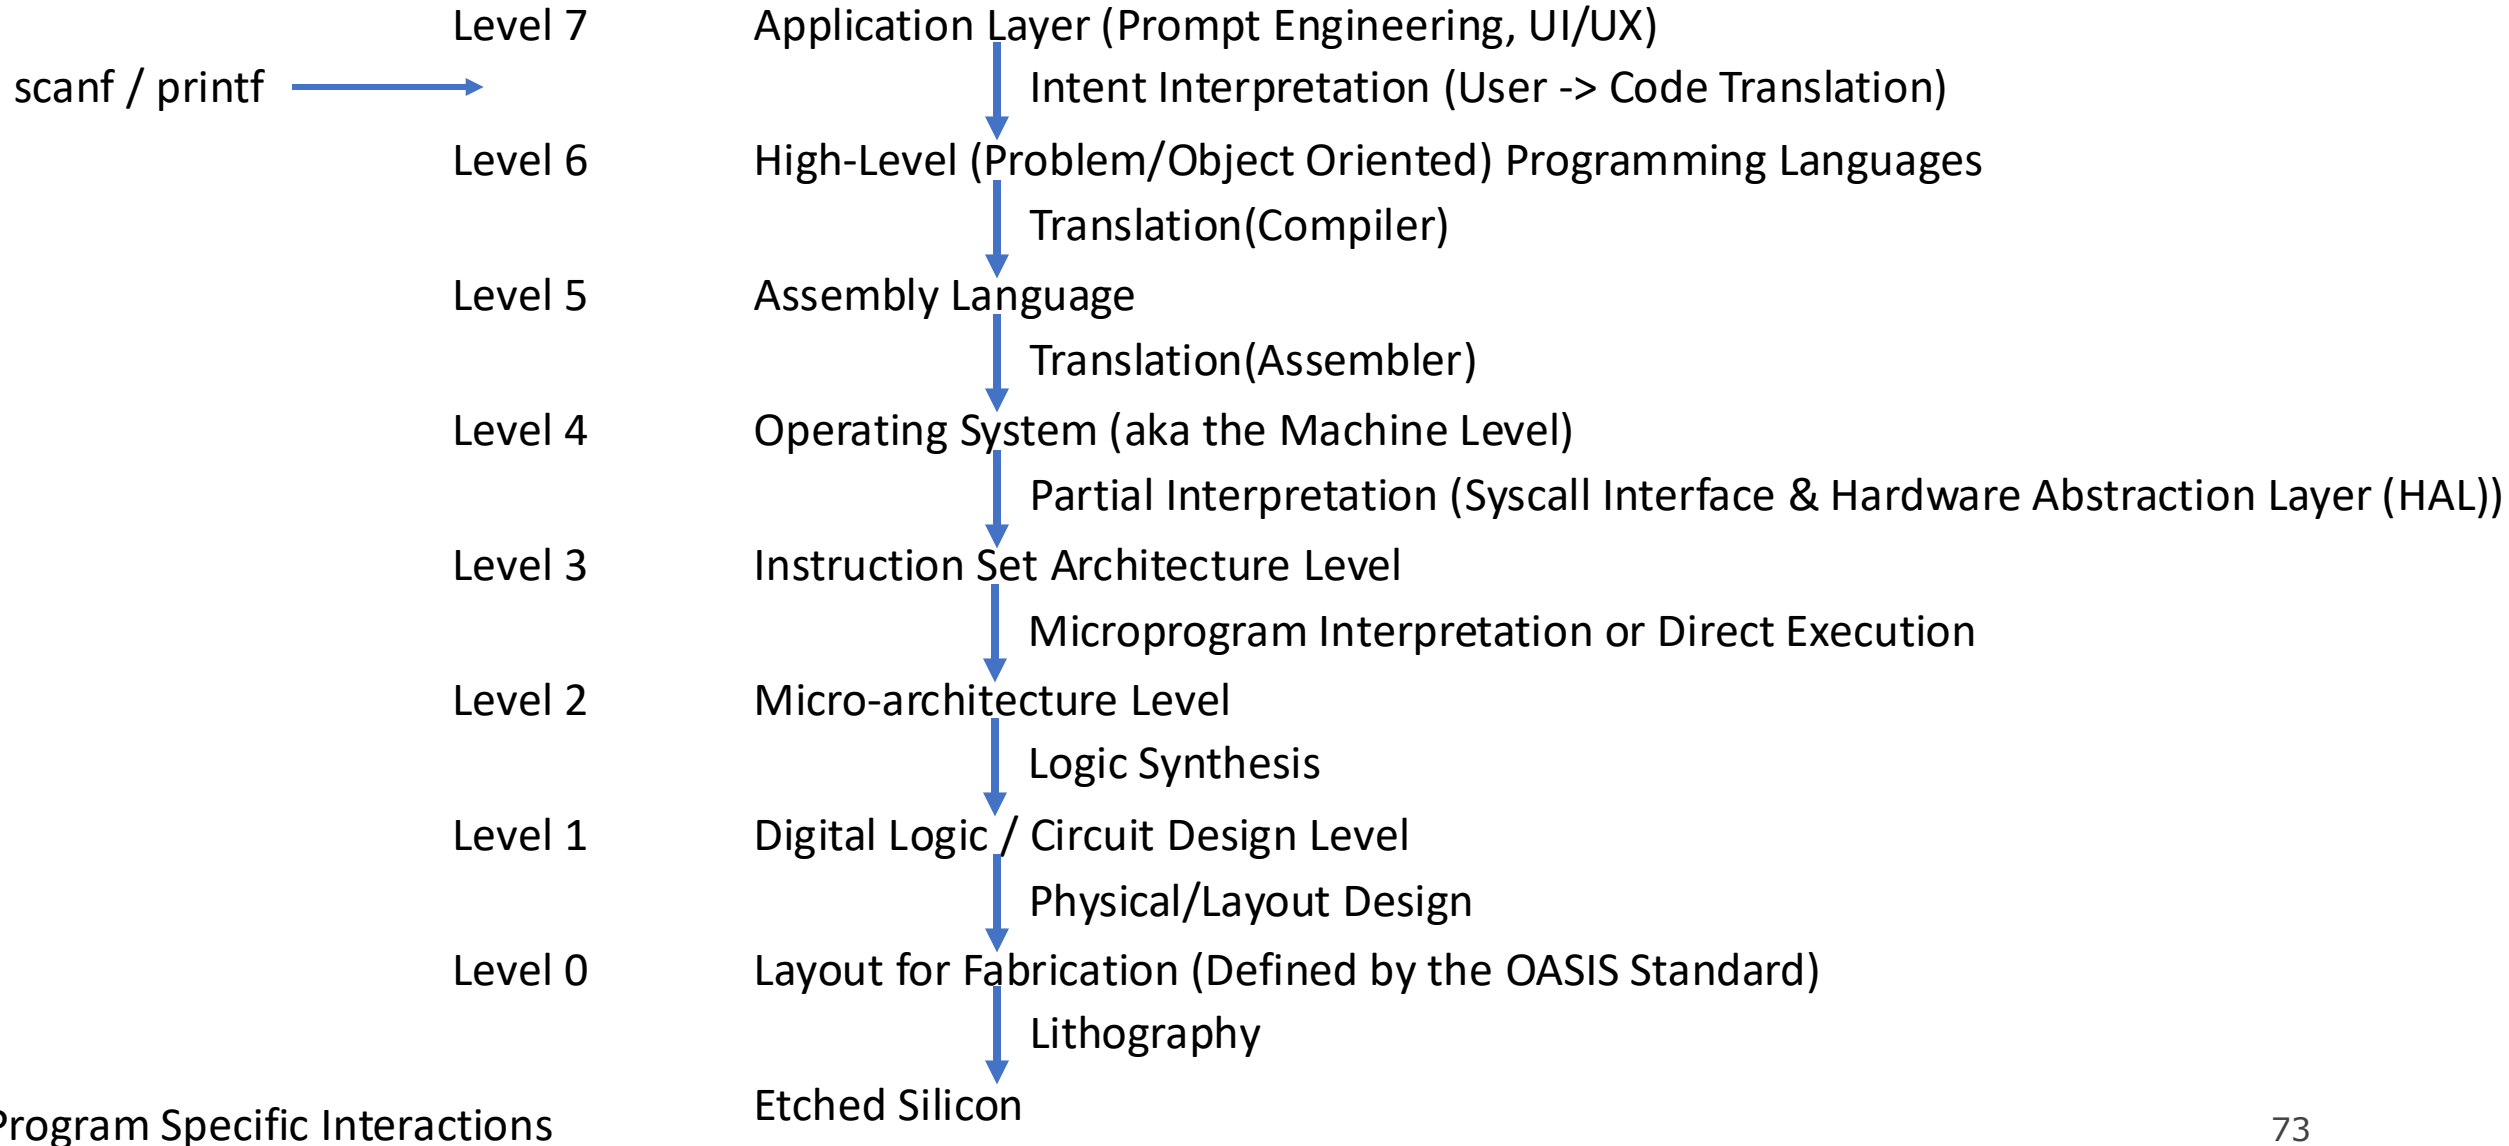 Level 7 Application Layer (Prompt Engineering, UI/UX)
scanf / printf Intent Interpretation (User -> Code Translation)
Level 6 High-Level (Problem/Object Oriented) Programming Languages
Translation(Compiler)
Level 5 Assembly Language
Translation(Assembler)
Level 4 Operating System (aka the Machine Level)
Partial Interpretation (Syscall Interface & Hardware Abstraction Layer (HAL))
Level 3 Instruction Set Architecture Level
Microprogram Interpretation or Direct Execution
Level 2 Micro-architecture Level
Logic Synthesis
Level 1 Digital Logic / Circuit Design Level
Physical/Layout Design
Level 0 Layout for Fabrication (Defined by the OASIS Standard)
Lithography
Etched Silicon
Program Specific Interactions
73